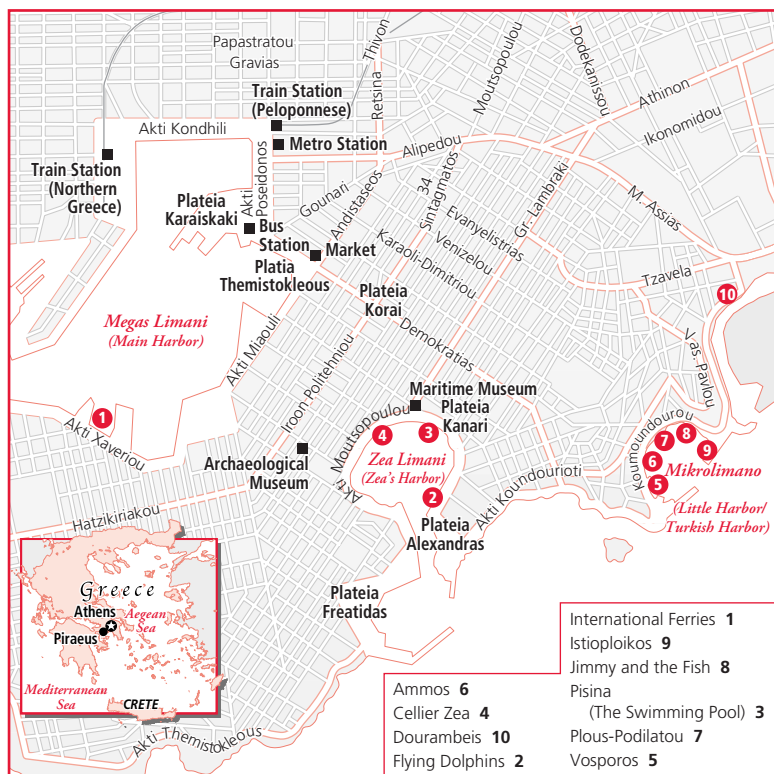 Papastratou
Gravias
Thivon
Retsina
Moutsopoulou
Dodekanissou
Athinon
Ikonomidou
Train Station
(Peloponnese)
Akti Kondhili
Metro Station
Alipedou
Train Station
(Northern
Greece)
Akti
Poseidonos
Plateia
Karaiskaki
Gounari
Andistaseos
34
Sintagmatos
Gr. Lambraki
M. Assias
Bus
Station
Market
Platia
Themistokleous
Evanyelistrias
Venizelou
Karaoli-Dimitriou
Tzavela
10
Plateia
Korai
Demokratias
Megas Limani
(Main Harbor)
Akti Miaouli
Iroon Politehniou
Vas. Pavlou
1
Akti Xaveriou
Maritime Museum
Plateia
Kanari
Akti Moutsopoulou
4
3
Zea Limani
(Zea's Harbor)
2
Archaeological
Museum
Koumoundourou
8
7
9
6
5
Mikrolimano
(Little Harbor/
Turkish Harbor)
Akti Koundourioti
Hatzikiriakou
Plateia
Alexandras
Plateia
Freatidas
Akti Themistokleous
Greece
Athens
Aegean
Sea
Piraeus
Mediterranean
Sea
CRETE
Ammos 6
Cellier Zea 4
Dourambeis 10
Flying Dolphins 2
International Ferries 1
Istioploikos 9
Jimmy and the Fish 8
Pisina
(The Swimming Pool) 3
Plous-Podilatou 7
Vosporos 5